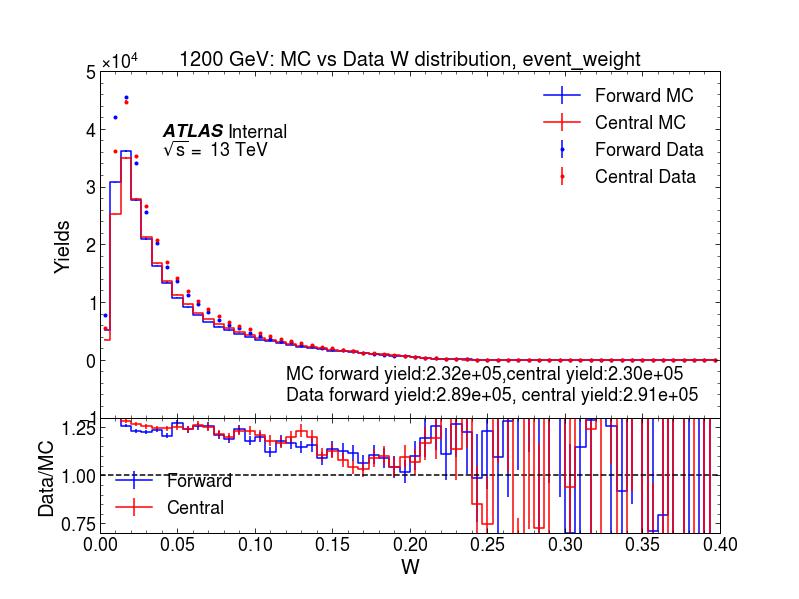 ×10⁴
1200 GeV: MC vs Data W distribution, event_weight
5
4
3
2
1
0
1
Yields
ATLAS Internal
√s = 13 TeV
Forward MC
Central MC
Forward Data
Central Data
MC forward yield:2.32e+05,central yield:2.30e+05
Data forward yield:2.89e+05, central yield:2.91e+05
1.25
1.00
0.75
Data/MC
Forward
Central
0.00 0.05 0.10 0.15 0.20 0.25 0.30 0.35 0.40
W